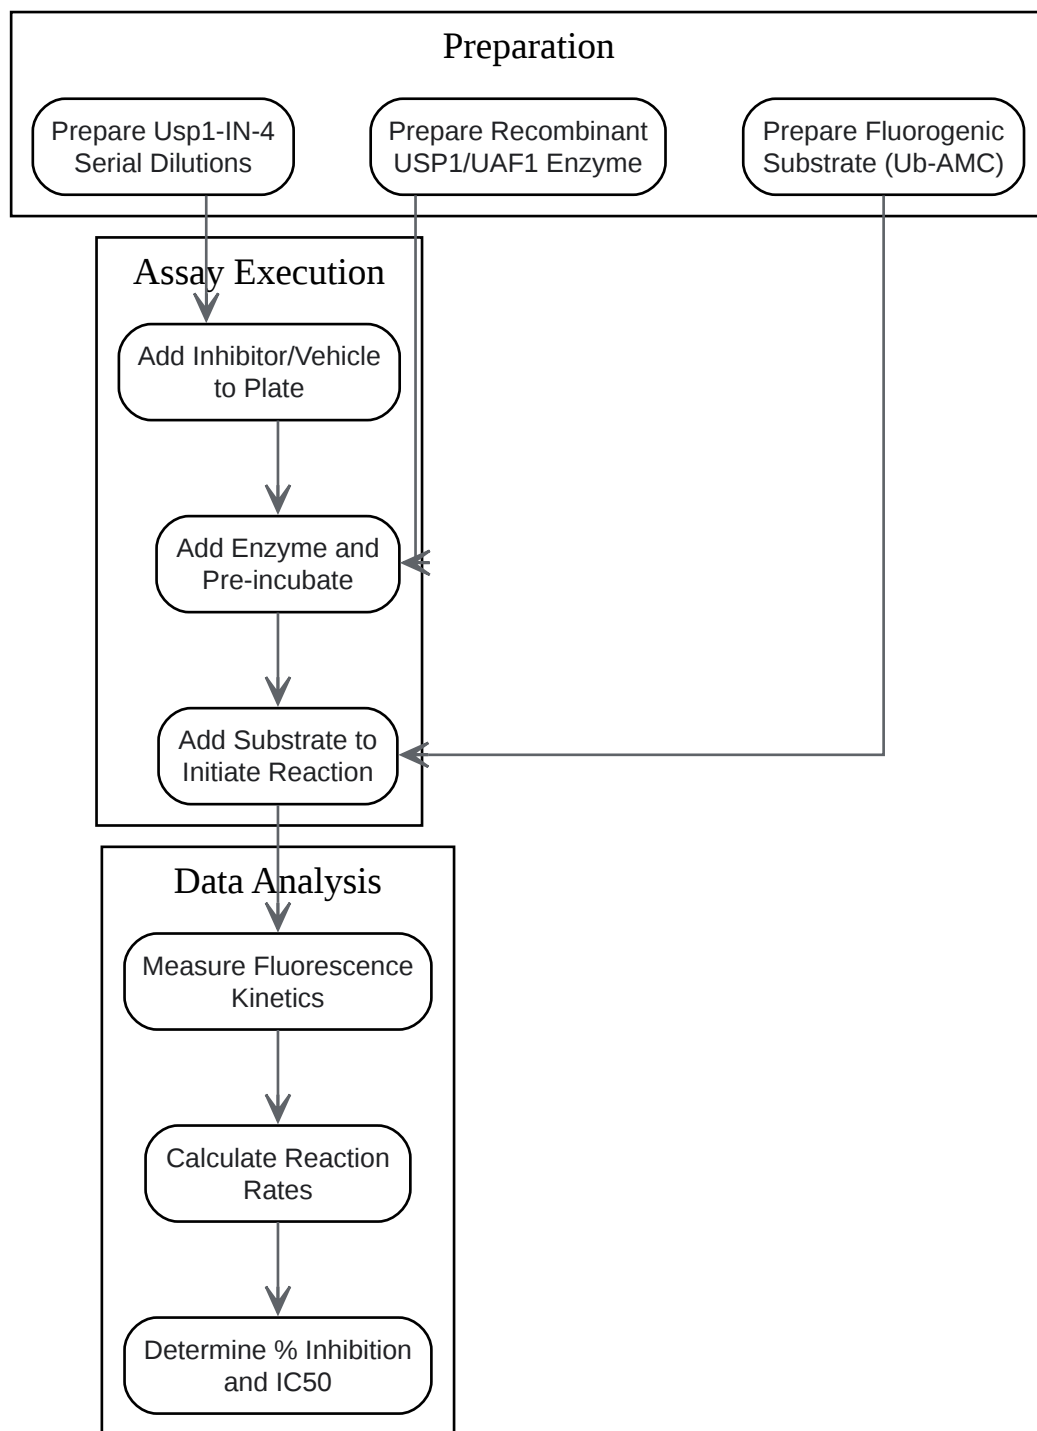 Preparation
Prepare Usp1-IN-4
Serial Dilutions
Prepare Recombinant
USP1/UAF1 Enzyme
Prepare Fluorogenic
Substrate (Ub-AMC)
Assay Execution
Add Inhibitor/Vehicle
to Plate
Add Enzyme and
Pre-incubate
Add Substrate to
Initiate Reaction
Data Analysis
Measure Fluorescence
Kinetics
Calculate Reaction
Rates
Determine % Inhibition
and IC50